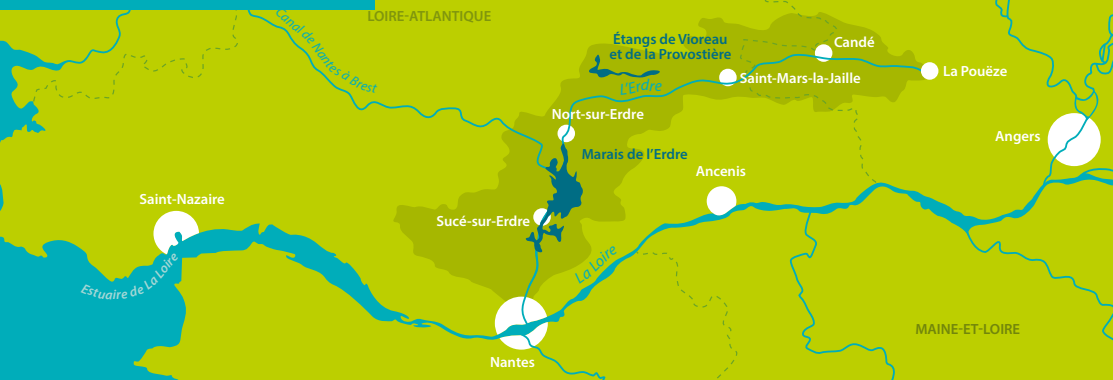 LOIRE-ATLANTIQUE
Canal de Nantes à Brest
Étangs de Vioreau
et de la Provostière
Candé
La Pouëze
Saint-Mars-la-Jaille
L'Erdre
Nort-sur-Erdre
Angers
Marais de l'Erdre
Ancenis
Saint-Nazaire
Sucé-sur-Erdre
La Loire
Estuaire de La Loire
MAINE-ET-LOIRE
Nantes